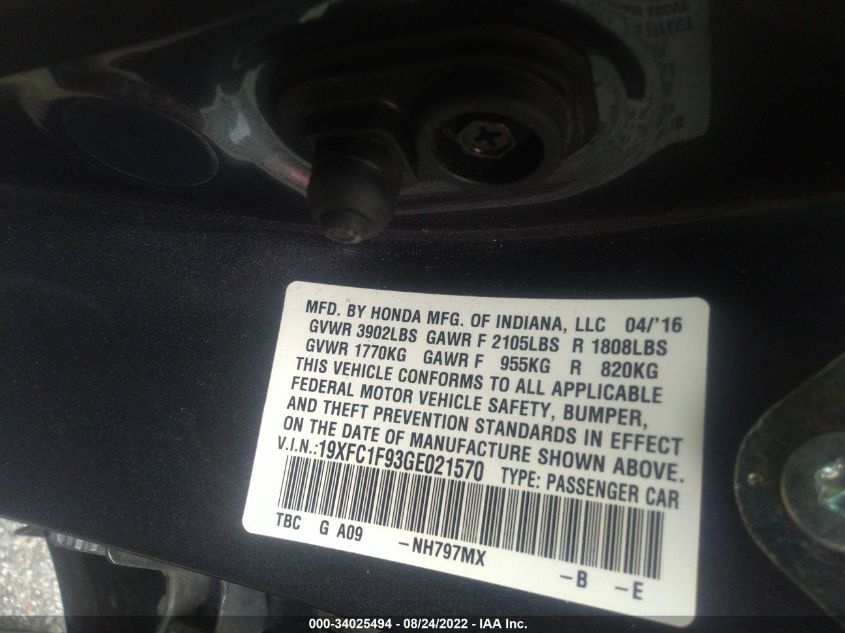 MFD. BY HONDA MFG. OF INDIANA, LLC 04/'16
GVWR 3902LBS GAWR F 2105LBS R 1808LBS
GVWR 1770KG GAWR F 955KG R 820KG
THIS VEHICLE CONFORMS TO ALL APPLICABLE
FEDERAL MOTOR VEHICLE SAFETY, BUMPER,
AND THEFT PREVENTION STANDARDS IN EFFECT
ON THE DATE OF MANUFACTURE SHOWN ABOVE.
V.I.N.:19XFC1F93GE021570 TYPE: PASSENGER CAR
TBC G A09 -NH797MX -B -E
000-34025494 - 08/24/2022 - IAA Inc.